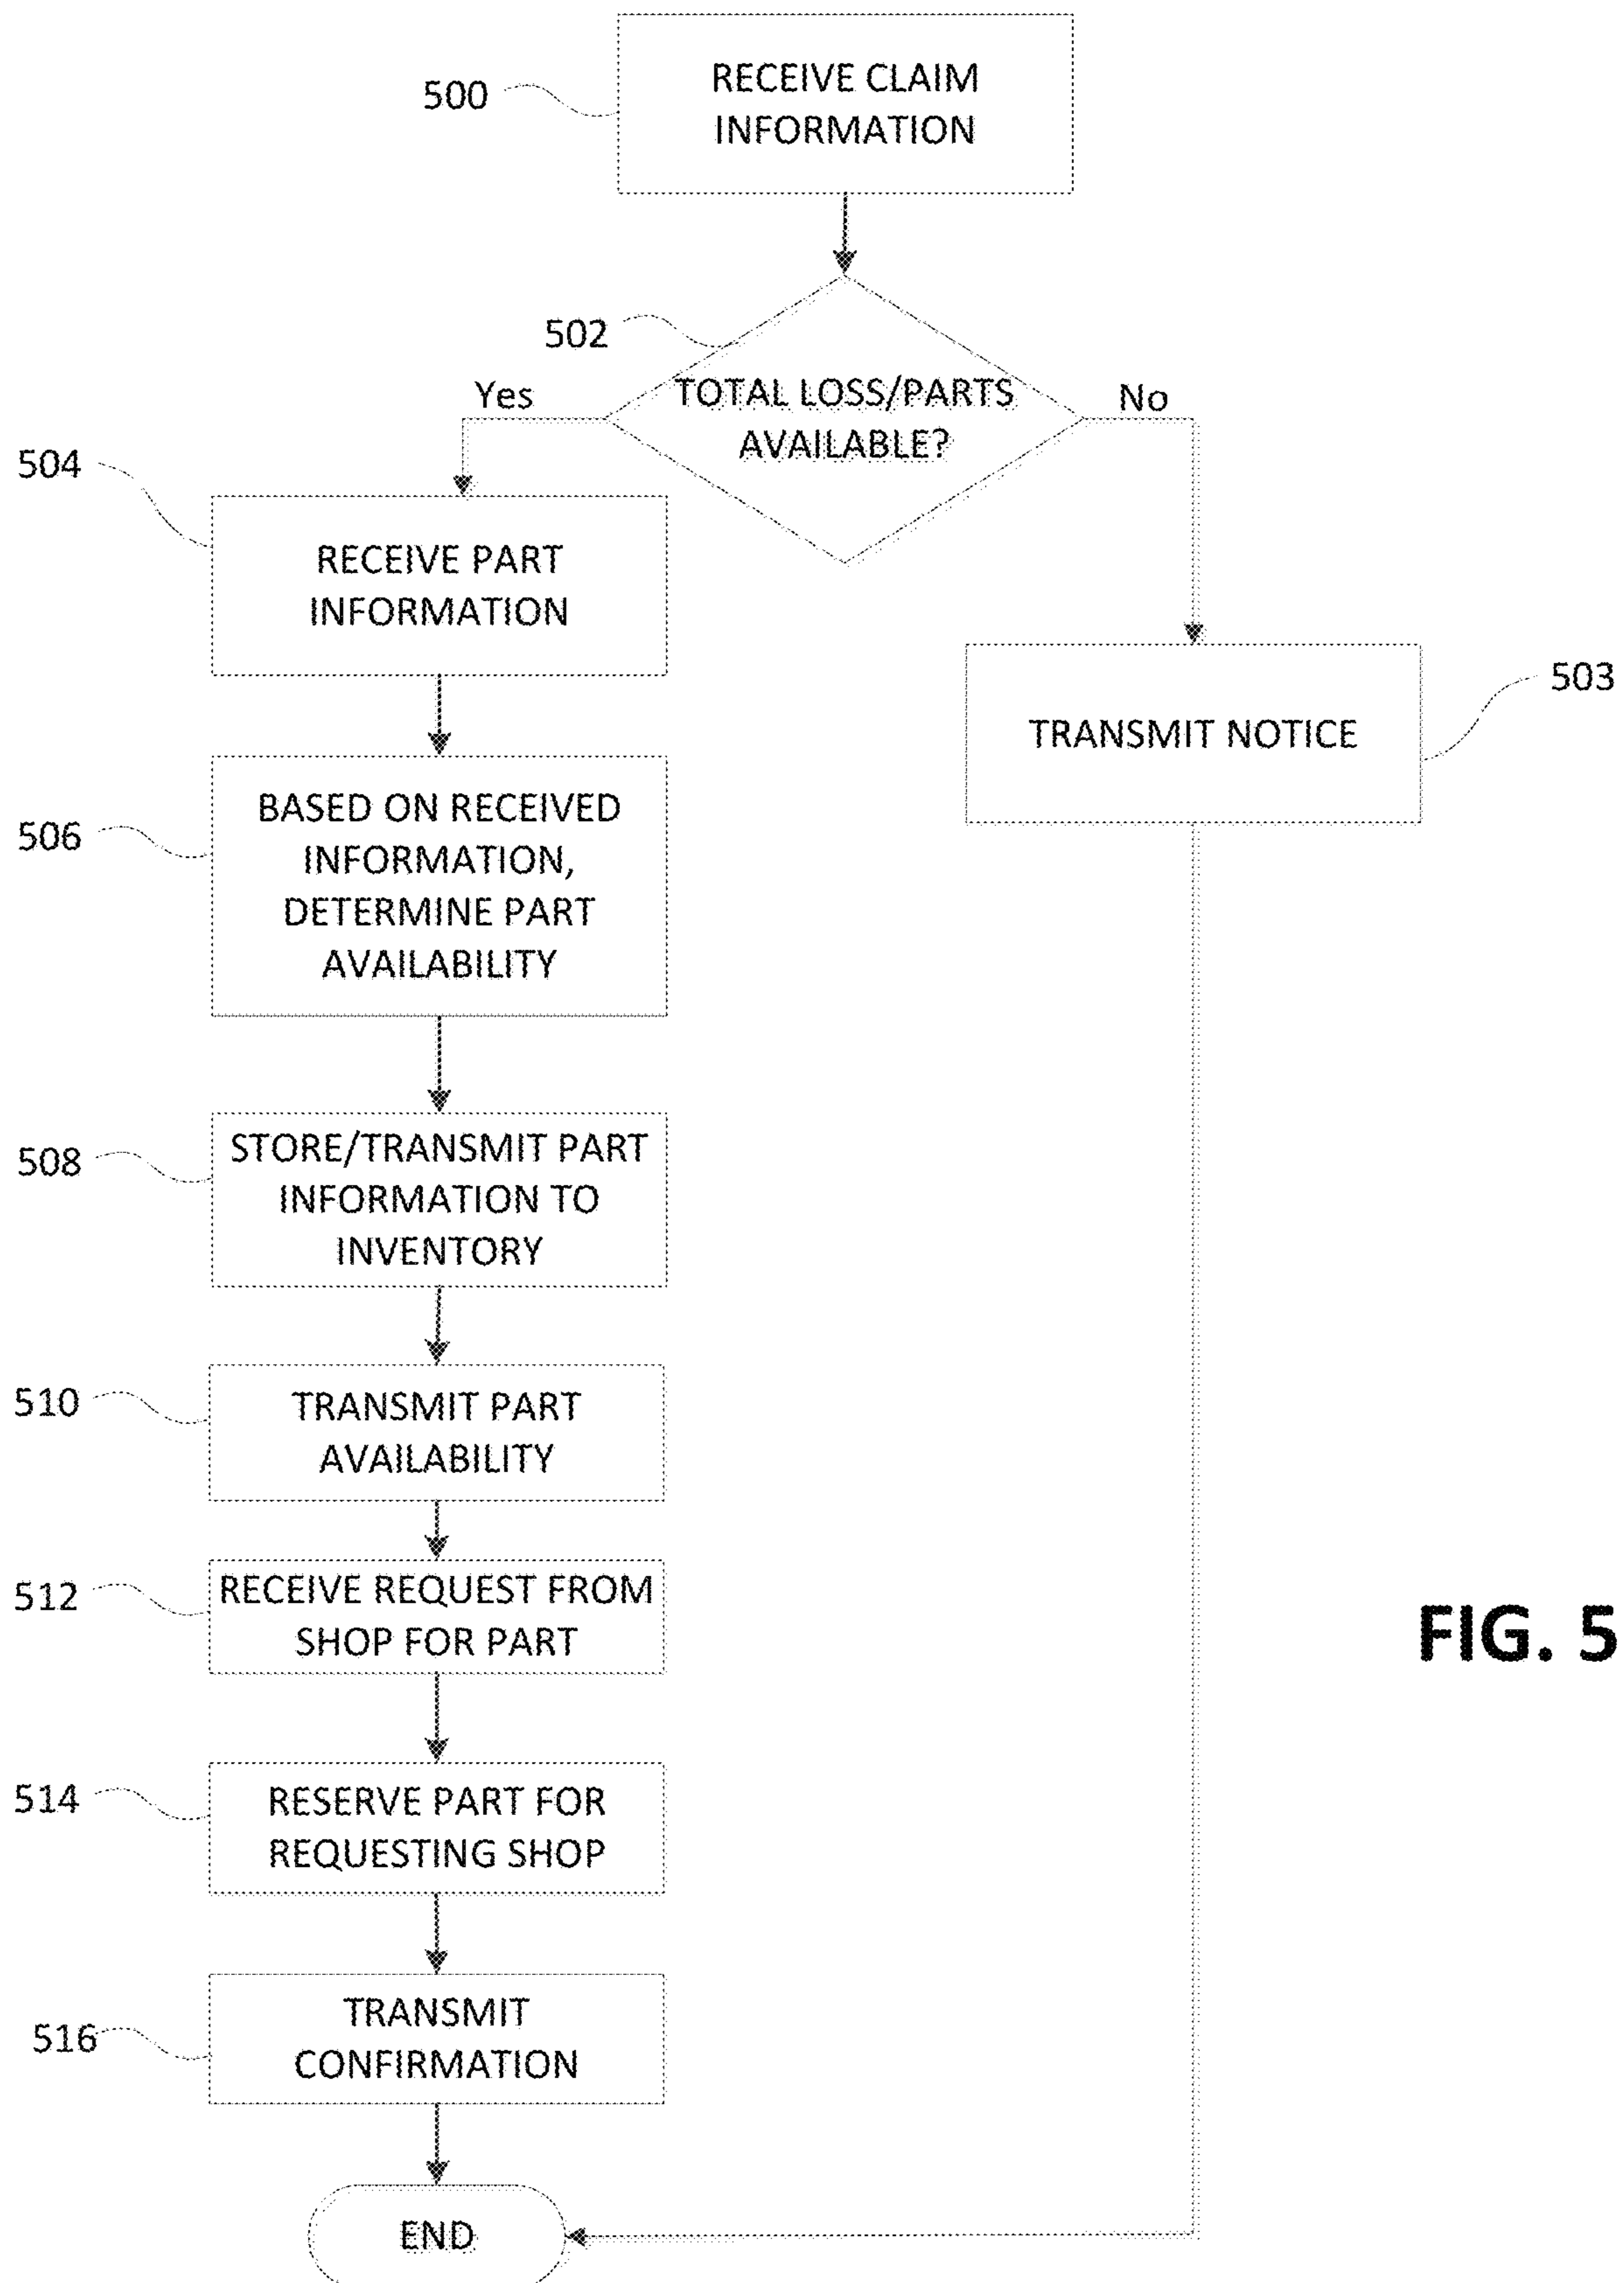 500
RECEIVE CLAIM
INFORMATION
502
TOTAL LOSS/PARTS
AVAILABLE?
Yes
No
504
RECEIVE PART
INFORMATION
503
TRANSMIT NOTICE
506
BASED ON RECEIVED
INFORMATION,
DETERMINE PART
AVAILABILITY
508
STORE/TRANSMIT PART
INFORMATION TO
INVENTORY
510
TRANSMIT PART
AVAILABILITY
512
RECEIVE REQUEST FROM
SHOP FOR PART
FIG. 5
514
RESERVE PART FOR
REQUESTING SHOP
516
TRANSMIT
CONFIRMATION
END